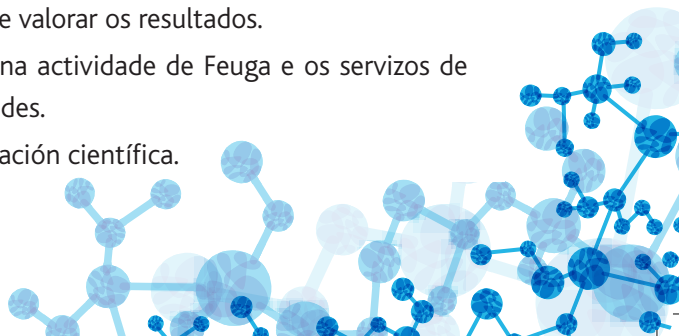 e valorar os resultados.
na actividade de Feuga e os servizos de
des.
ación científica.